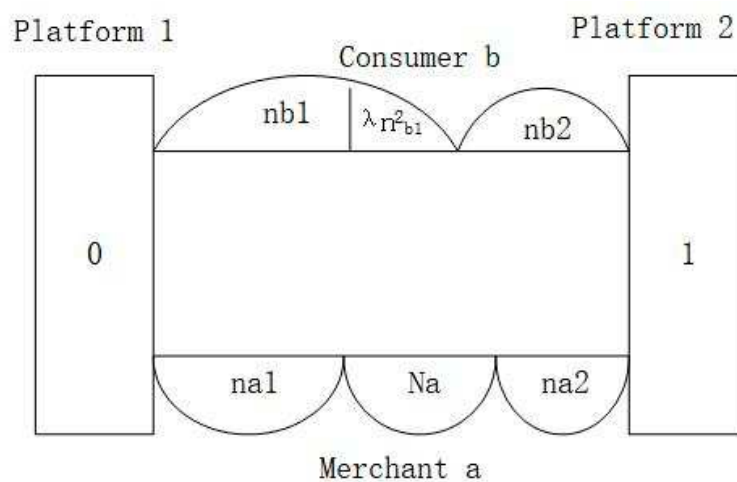 Platform 1
Platform 2
Consumer b
nb1
λn²b1
nb2
0
1
na1
Na
na2
Merchant a